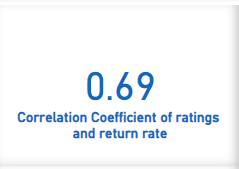 0.69
Correlation Coefficient of ratings
and return rate